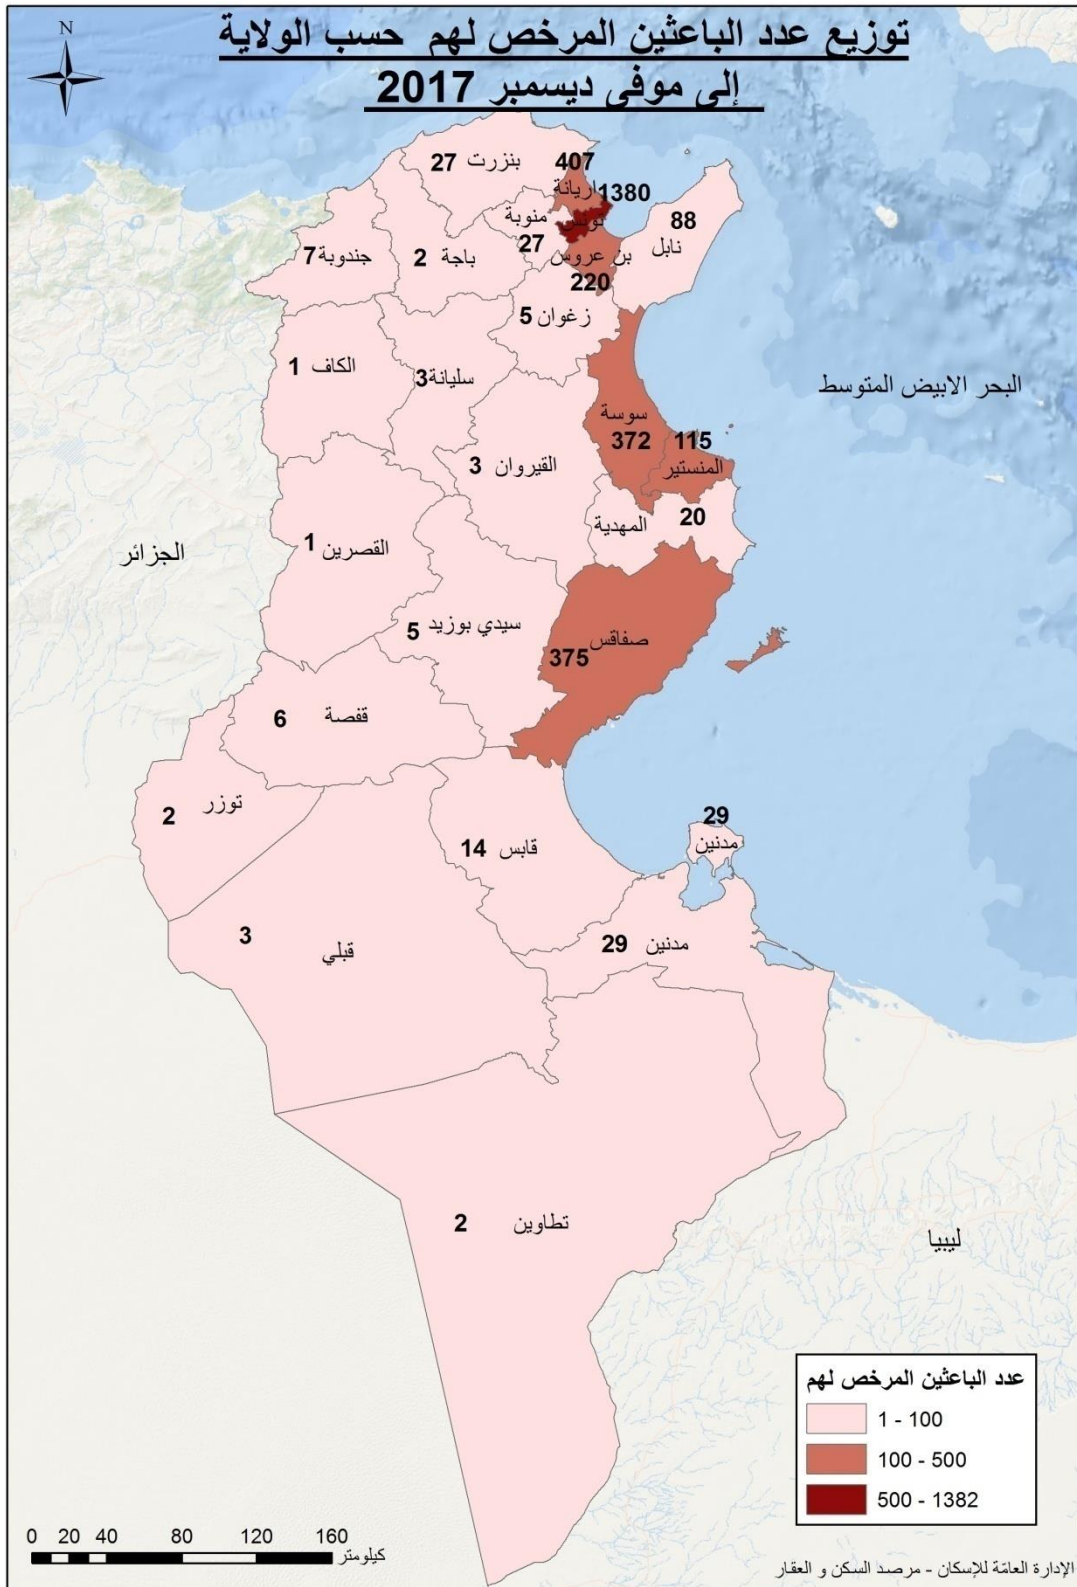 توزيع عدد الباعثين المرخص لهم حسب الولاية
إلى موفى ديسمبر 2017
N
بنزرت 27
407
اريانة
1380
تونس
منوبة
27
بن عروس
220
88
نابل
جندوبة 7
باجة 2
زغوان 5
الكاف 1
سليانة 3
البحر الابيض المتوسط
سوسة
372
115
المنستير
القيروان 3
المهدية 20
الجزائر
القصرين 1
سيدي بوزيد 5
صفاقس
375
قفصة 6
توزر 2
قابس 14
29
مدنين
قبلي 3
مدنين 29
تطاوين 2
ليبيا
عدد الباعثين المرخص لهم
1 - 100
100 - 500
500 - 1382
0 20 40 80 120 160
كيلومتر
الإدارة العامّة للإسكان - مرصد السكن و العقار